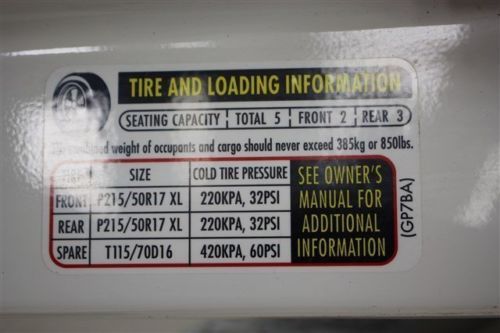 TIRE AND LOADING INFORMATION
SEATING CAPACITY TOTAL 5 FRONT 2 REAR 3
The combined weight of occupants and cargo should never exceed 385kg or 850lbs.
TIRE SIZE COLD TIRE PRESSURE
FRONT P215/50R17 XL 220KPA, 32PSI
REAR P215/50R17 XL 220KPA, 32PSI
SPARE T115/70D16 420KPA, 60PSI
SEE OWNER'S
MANUAL FOR
ADDITIONAL
INFORMATION
(GP7BA)